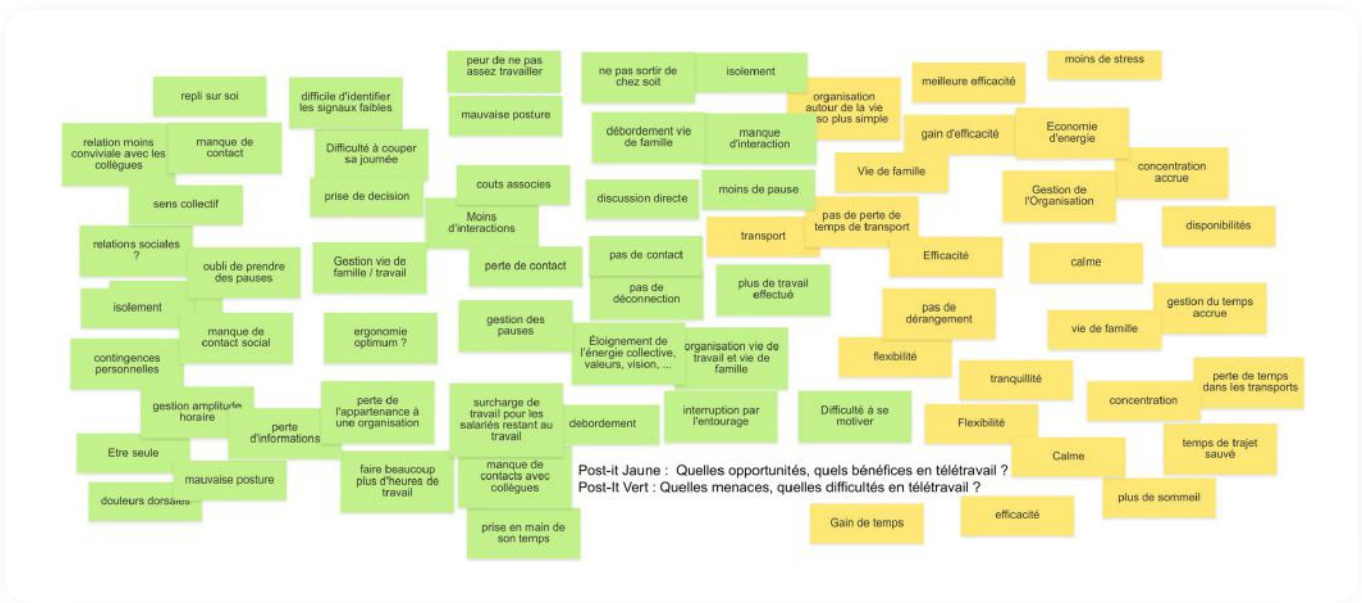 peur de ne pas
assez travailler
ne pas sortir de
chez soit
isolement
moins de stress
repli sur soi
difficile d'identifier
les signaux faibles
mauvaise posture
organisation
autour de la vie
so plus simple
meilleure efficacité
relation moins
conviviale avec les
collègues
manque de
contact
Difficulté à couper
sa journée
débordement vie
de famille
manque
d'interaction
gain d'efficacité
Economie
d'energie
Vie de famille
concentration
accrue
sens collectif
prise de decision
couts associes
discussion directe
moins de pause
Gestion de
l'Organisation
Moins
d'interactions
transport
pas de perte de
temps de transport
disponibilités
relations sociales
?
oubli de prendre
des pauses
Gestion vie de
famille / travail
perte de contact
pas de contact
Efficacité
calme
isolement
pas de
déconnection
plus de travail
effectué
pas de
dérangement
gestion du temps
accrue
manque de
contact social
ergonomie
optimum ?
gestion des
pauses
Éloignement de
l'énergie collective,
valeurs, vision, ...
organisation vie de
travail et vie de
famille
flexibilité
vie de famille
contingences
personnelles
tranquillité
perte de temps
dans les transports
gestion amplitude
horaire
perte
d'informations
perte de
l'appartenance à
une organisation
surcharge de
travail pour les
salariés restant au
travail
debordement
interruption par
l'entourage
Difficulté à se
motiver
Flexibilité
concentration
Etre seule
mauvaise posture
faire beaucoup
plus d'heures de
travail
manque de
contacts avec
collègues
Calme
temps de trajet
sauvé
Post-it Jaune : Quelles opportunités, quels bénéfices en télétravail ?
Post-It Vert : Quelles menaces, quelles difficultés en télétravail ?
douleurs dorsales
prise en main de
son temps
Gain de temps
efficacité
plus de sommeil